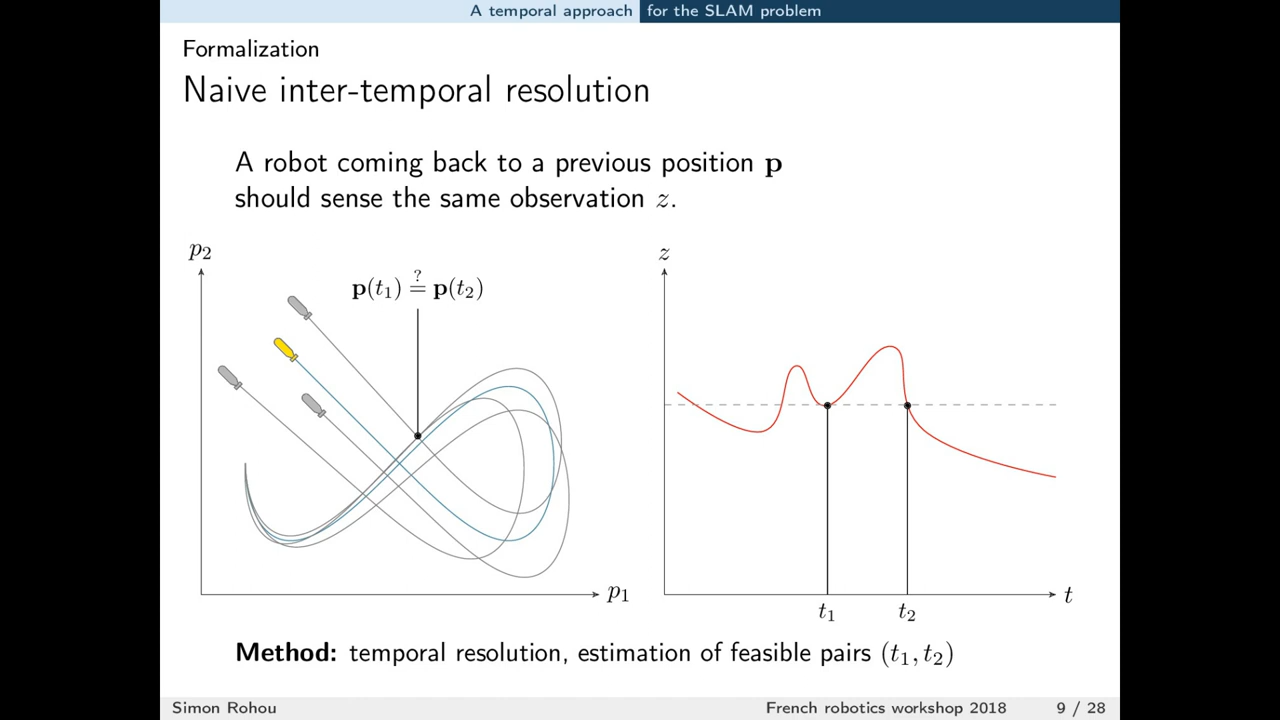 A temporal approach for the SLAM problem
Formalization
Naive inter-temporal resolution
A robot coming back to a previous position p
should sense the same observation z.
p₂
p(t₁) ≟ p(t₂)
p₁
z
t₁
t₂
t
Method: temporal resolution, estimation of feasible pairs (t₁, t₂)
Simon Rohou
French robotics workshop 2018
9 / 28